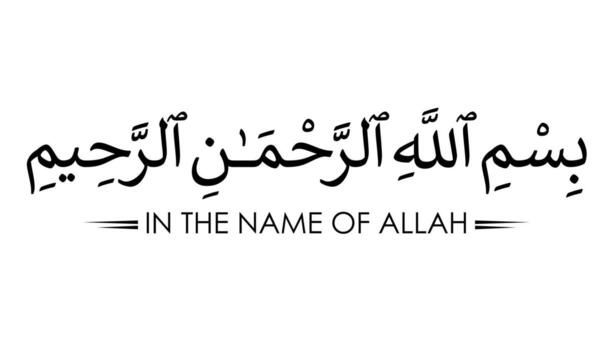 بِسْمِ ٱللَّهِ ٱلرَّحْمَـٰنِ ٱلرَّحِيمِ
IN THE NAME OF ALLAH